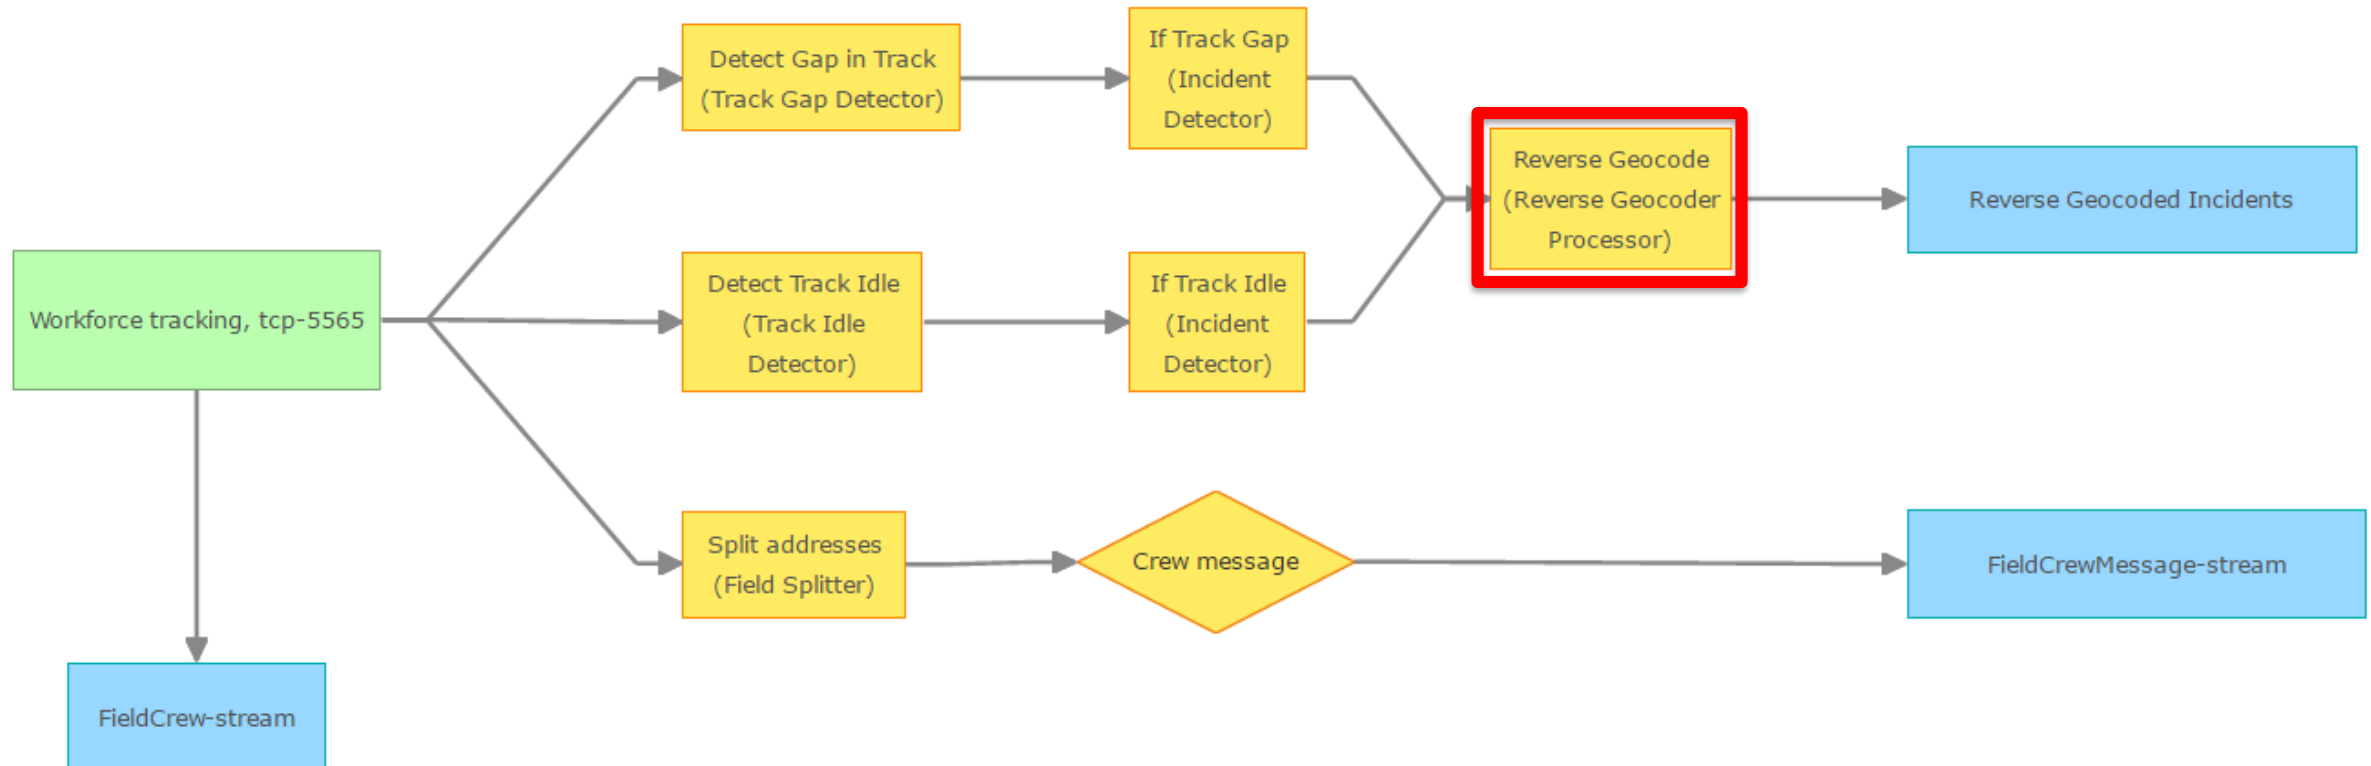 Detect Gap in Track
(Track Gap Detector)
If Track Gap
(Incident
Detector)
Reverse Geocode
(Reverse Geocoder
Processor)
Reverse Geocoded Incidents
Workforce tracking, tcp-5565
Detect Track Idle
(Track Idle
Detector)
If Track Idle
(Incident
Detector)
Split addresses
(Field Splitter)
Crew message
FieldCrewMessage-stream
FieldCrew-stream